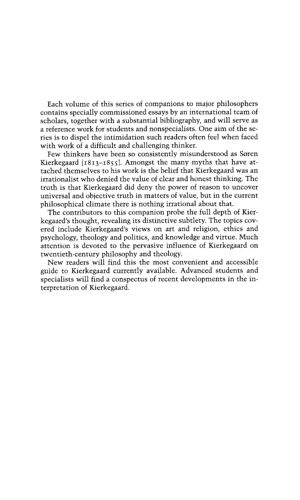 Each volume of this series of companions to major philosophers
contains specially commissioned essays by an international team of
scholars, together with a substantial bibliography, and will serve as
a reference work for students and nonspecialists. One aim of the se-
ries is to dispel the intimidation such readers often feel when faced
with work of a difficult and challenging thinker.
Few thinkers have been so consistently misunderstood as Søren
Kierkegaard [1813–1855]. Amongst the many myths that have at-
tached themselves to his work is the belief that Kierkegaard was an
irrationalist who denied the value of clear and honest thinking. The
truth is that Kierkegaard did deny the power of reason to uncover
universal and objective truth in matters of value, but in the current
philosophical climate there is nothing irrational about that.
The contributors to this companion probe the full depth of Kier-
kegaard's thought, revealing its distinctive subtlety. The topics cov-
ered include Kierkegaard's views on art and religion, ethics and
psychology, theology and politics, and knowledge and virtue. Much
attention is devoted to the pervasive influence of Kierkegaard on
twentieth-century philosophy and theology.
New readers will find this the most convenient and accessible
guide to Kierkegaard currently available. Advanced students and
specialists will find a conspectus of recent developments in the in-
terpretation of Kierkegaard.